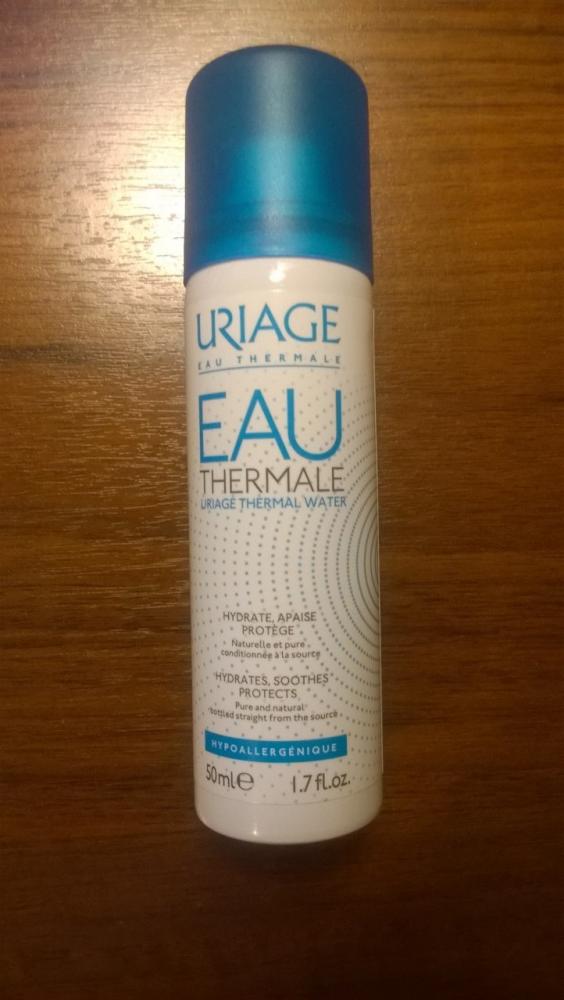 URIAGE
EAU THERMALE
EAU
THERMALE
URIAGE THERMAL WATER
HYDRATE, APAISE
PROTÈGE
Naturelle et pure
conditionnée à la source
HYDRATES, SOOTHES
PROTECTS
Pure and natural
bottled straight from the source
HYPOALLERGÉNIQUE
50ml℮ 1.7 fl.oz.